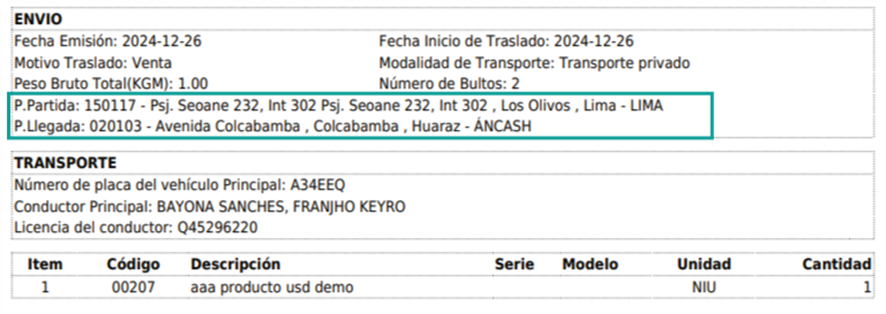 ENVIO
Fecha Emisión: 2024-12-26 Fecha Inicio de Traslado: 2024-12-26
Motivo Traslado: Venta Modalidad de Transporte: Transporte privado
Peso Bruto Total(KGM): 1.00 Número de Bultos: 2
P.Partida: 150117 - Psj. Seoane 232, Int 302 Psj. Seoane 232, Int 302 , Los Olivos , Lima - LIMA
P.Llegada: 020103 - Avenida Colcabamba , Colcabamba , Huaraz - ÁNCASH
TRANSPORTE
Número de placa del vehículo Principal: A34EEQ
Conductor Principal: BAYONA SANCHES, FRANJHO KEYRO
Licencia del conductor: Q45296220
Item Código Descripción Serie Modelo Unidad Cantidad
1 00207 aaa producto usd demo NIU 1